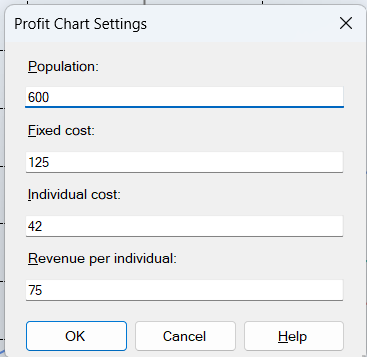 Profit Chart Settings
Population:
600
Fixed cost:
125
Individual cost:
42
Revenue per individual:
75
OK Cancel Help